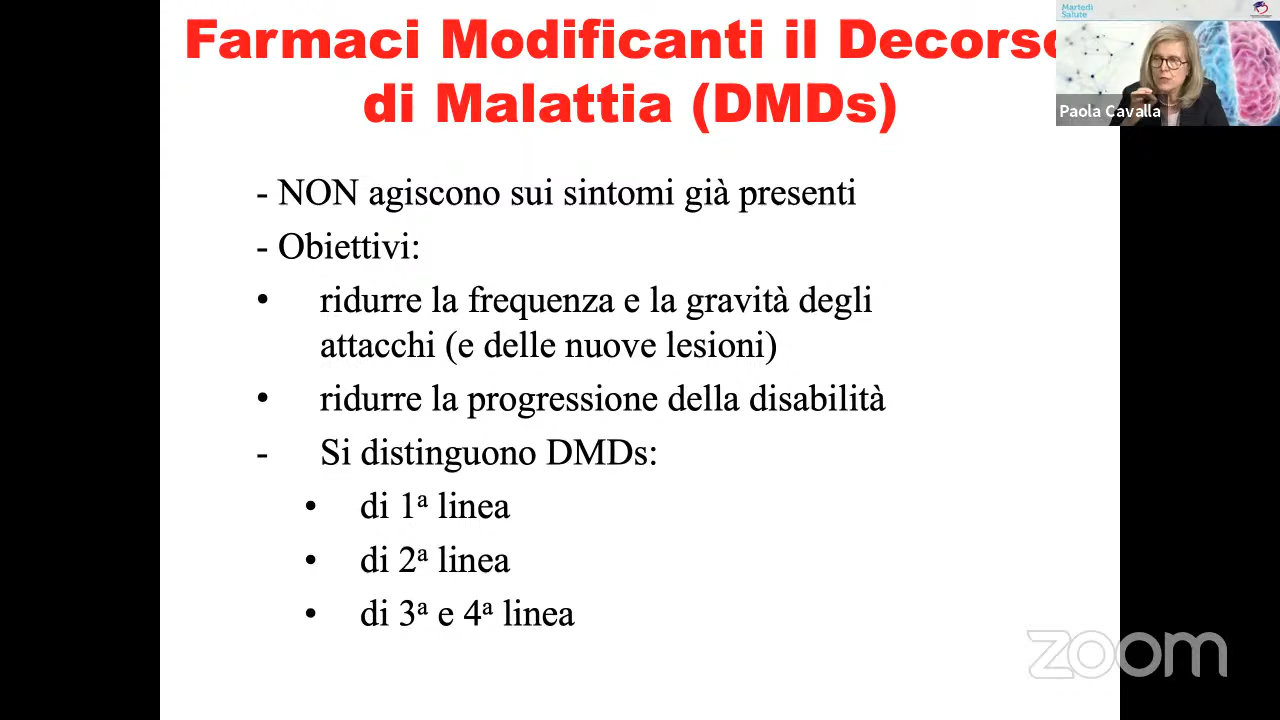 Farmaci Modificanti il Decorso
di Malattia (DMDs)
Martedì
Salute
Paola Cavalla
- NON agiscono sui sintomi già presenti
- Obiettivi:
• ridurre la frequenza e la gravità degli
attacchi (e delle nuove lesioni)
• ridurre la progressione della disabilità
- Si distinguono DMDs:
• di 1ª linea
• di 2ª linea
• di 3ª e 4ª linea
zoom